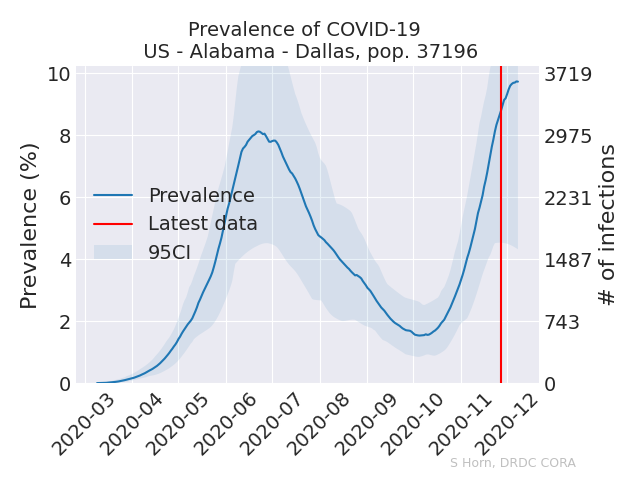 Prevalence of COVID-19
US - Alabama - Dallas, pop. 37196
Prevalence (%)
10
8
6
4
2
0
3719
2975
2231
1487
743
0
# of infections
Prevalence
Latest data
95CI
2020-03
2020-04
2020-05
2020-06
2020-07
2020-08
2020-09
2020-10
2020-11
2020-12
S Horn, DRDC CORA